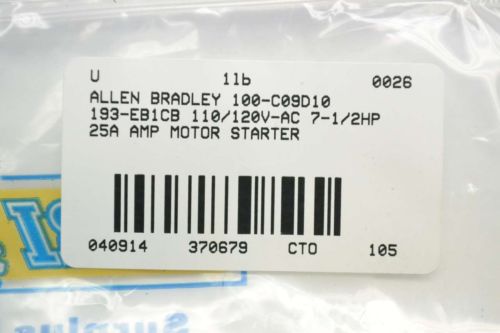 U 1lb 0026
ALLEN BRADLEY 100-C09D10
193-EB1CB 110/120V-AC 7-1/2HP
25A AMP MOTOR STARTER
040914 370679 CTO 105
Surplus